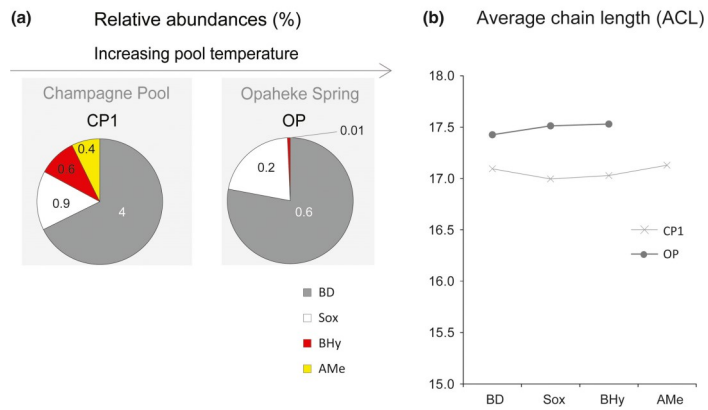 (a) Relative abundances (%)
Increasing pool temperature
Champagne Pool
CP1
0.4
0.6
0.9
4
Opaheke Spring
OP
0.01
0.2
0.6
BD
Sox
BHy
AMe
(b) Average chain length (ACL)
18.0
17.5
17.0
16.5
16.0
15.5
15.0
CP1
OP
BD Sox BHy AMe